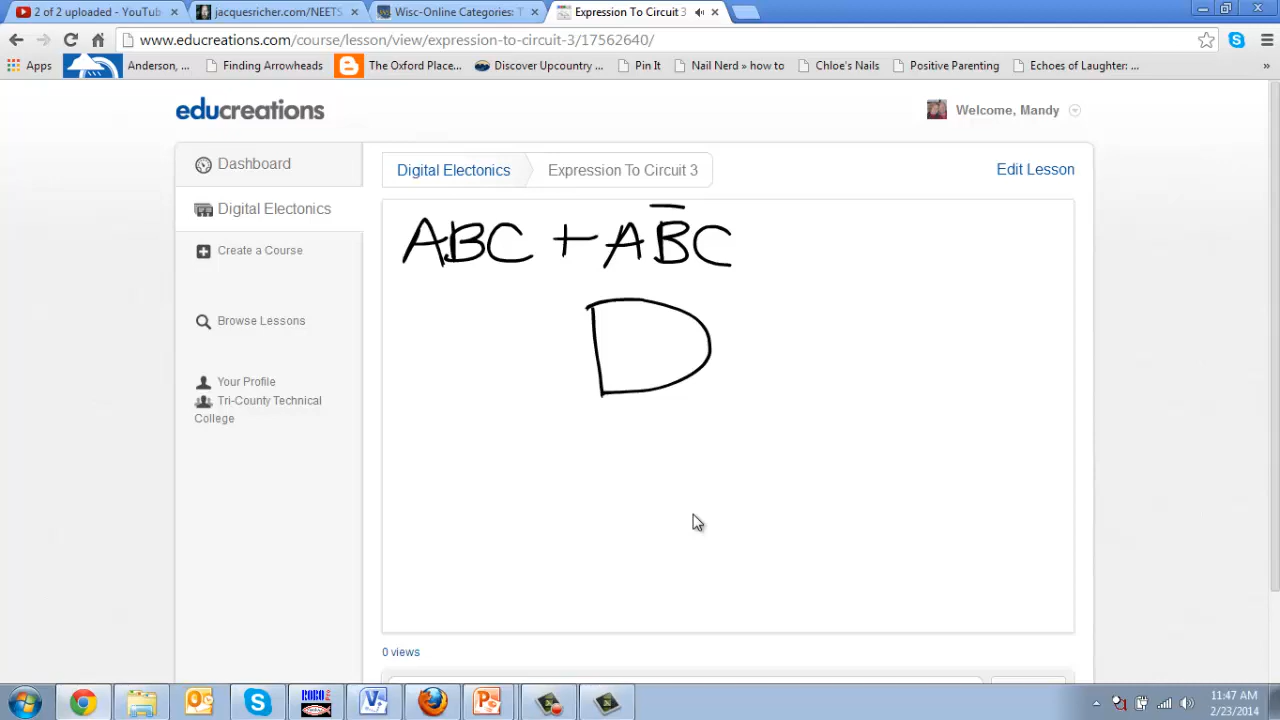 2 of 2 uploaded - YouTub
jacquesricher.com/NEETS
Wisc-Online Categories: T
Expression To Circuit 3
www.educreations.com/course/lesson/view/expression-to-circuit-3/17562640/
Apps
Anderson, ...
Finding Arrowheads
The Oxford Place...
Discover Upcountry ...
Pin It
Nail Nerd » how to
Chloe's Nails
Positive Parenting
Echoes of Laughter: ...
»
educreations
Welcome, Mandy
Dashboard
Digital Electonics
Expression To Circuit 3
Edit Lesson
Digital Electonics
Create a Course
Browse Lessons
Your Profile
Tri-County Technical
College
ABC + AB̅C
0 views
11:47 AM
2/23/2014